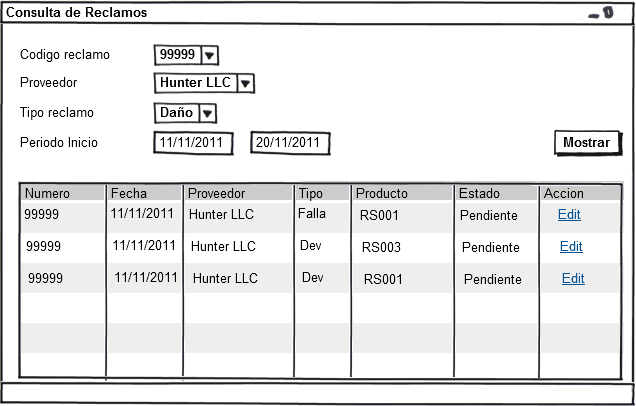 Consulta de Reclamos
Codigo reclamo 99999
Proveedor Hunter LLC
Tipo reclamo Daño
Periodo Inicio 11/11/2011 20/11/2011 Mostrar
Numero Fecha Proveedor Tipo Producto Estado Accion
99999 11/11/2011 Hunter LLC Falla RS001 Pendiente Edit
99999 11/11/2011 Hunter LLC Dev RS003 Pendiente Edit
99999 11/11/2011 Hunter LLC Dev RS001 Pendiente Edit